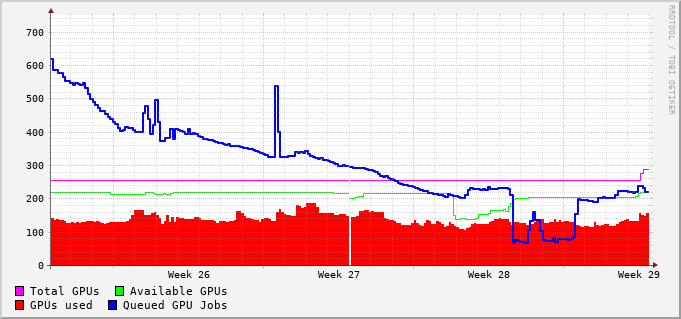 700
600
500
400
300
200
100
0
Week 26 Week 27 Week 28 Week 29
Total GPUs Available GPUs
GPUs used Queued GPU Jobs
RRDTOOL / TOBI OETIKER